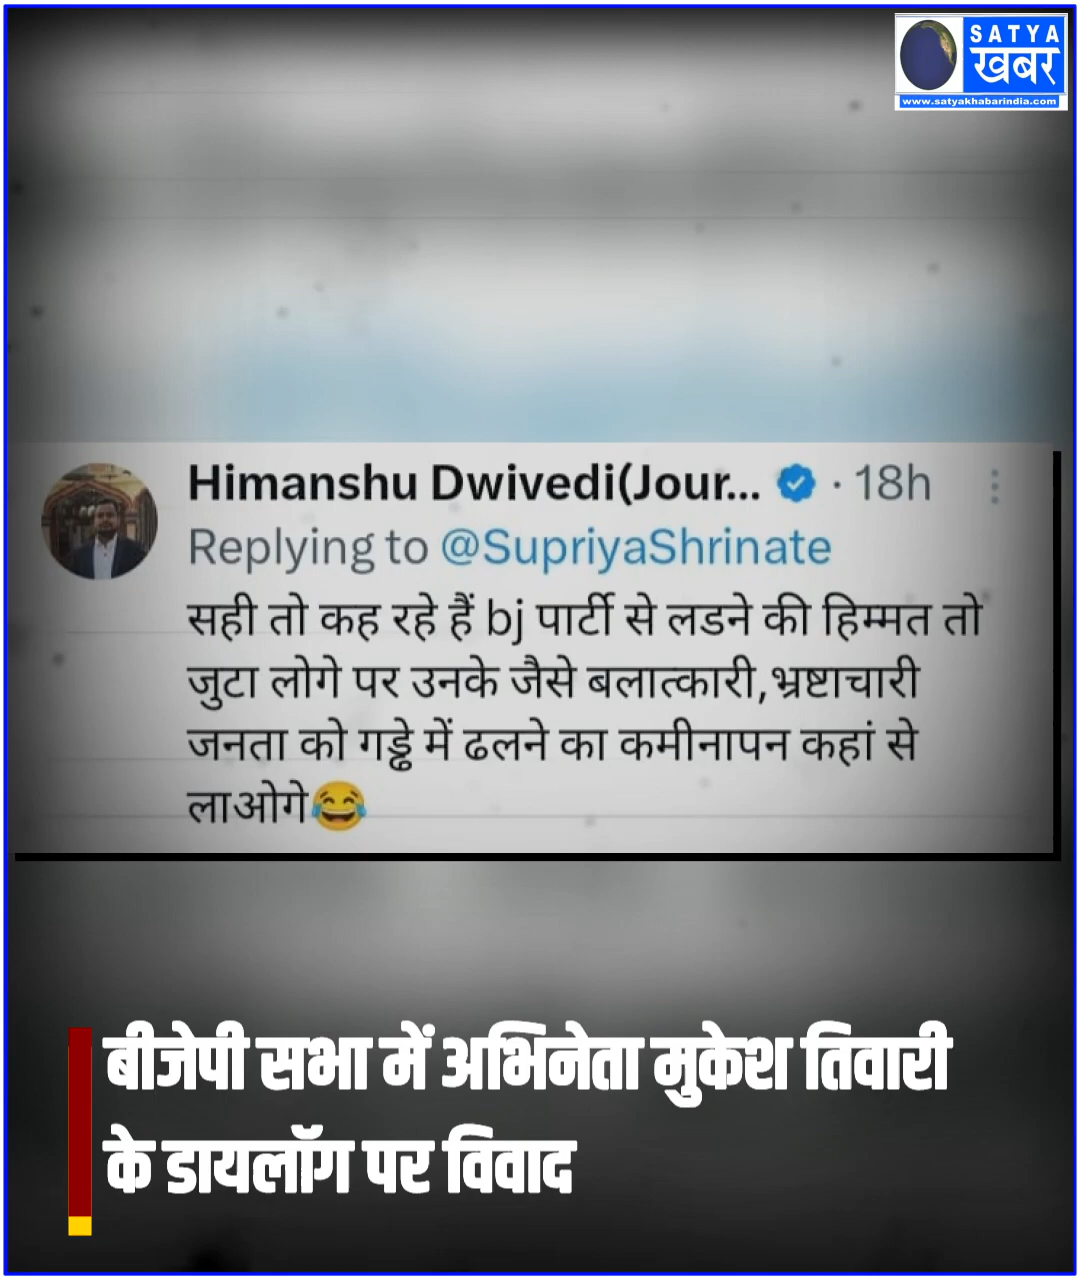 SATYA
खबर
www.satyakhabarindia.com
Himanshu Dwivedi(Jour... · 18h
Replying to @SupriyaShrinate
सही तो कह रहे हैं bj पार्टी से लडने की हिम्मत तो
जुटा लोगे पर उनके जैसे बलात्कारी,भ्रष्टाचारी
जनता को गड्ढे में ढलने का कमीनापन कहां से
लाओगे😂
बीजेपी सभा में अभिनेता मुकेश तिवारी
के डायलॉग पर विवाद